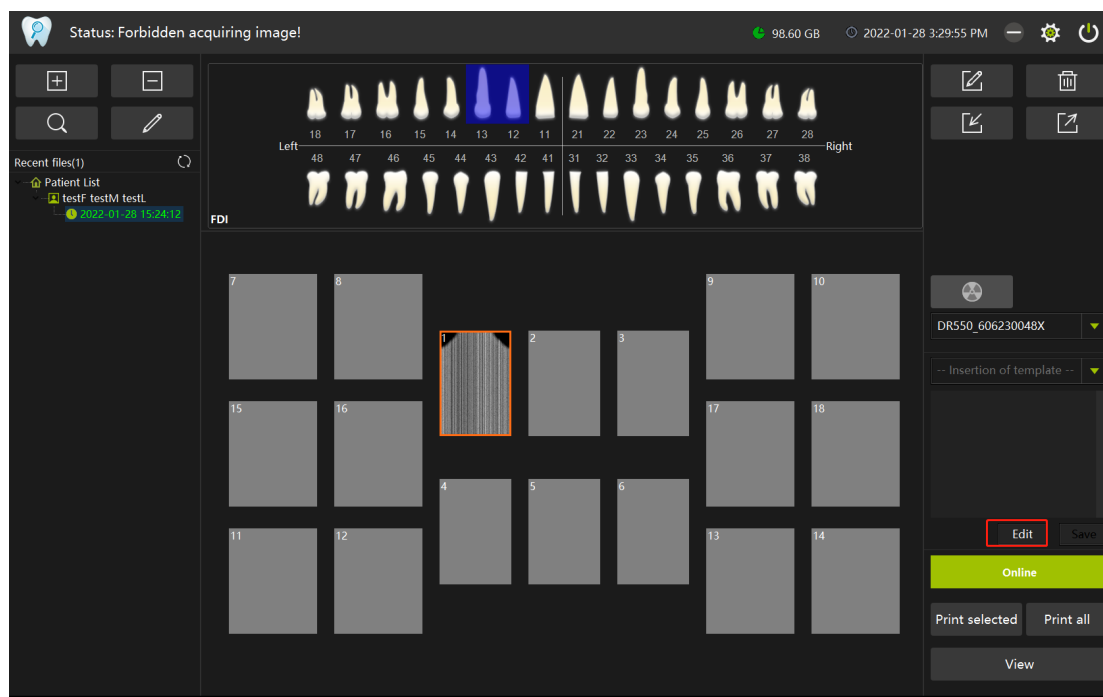 Status: Forbidden acquiring image!
98.60 GB
2022-01-28 3:29:55 PM
Recent files(1)
Patient List
testF testM testL
2022-01-28 15:24:12
18 17 16 15 14 13 12 11 21 22 23 24 25 26 27 28
Left
Right
48 47 46 45 44 43 42 41 31 32 33 34 35 36 37 38
FDI
7 8 9 10
1 2 3
15 16 17 18
4 5 6
11 12 13 14
DR550_606230048X
-- Insertion of template --
Edit Save
Online
Print selected Print all
View